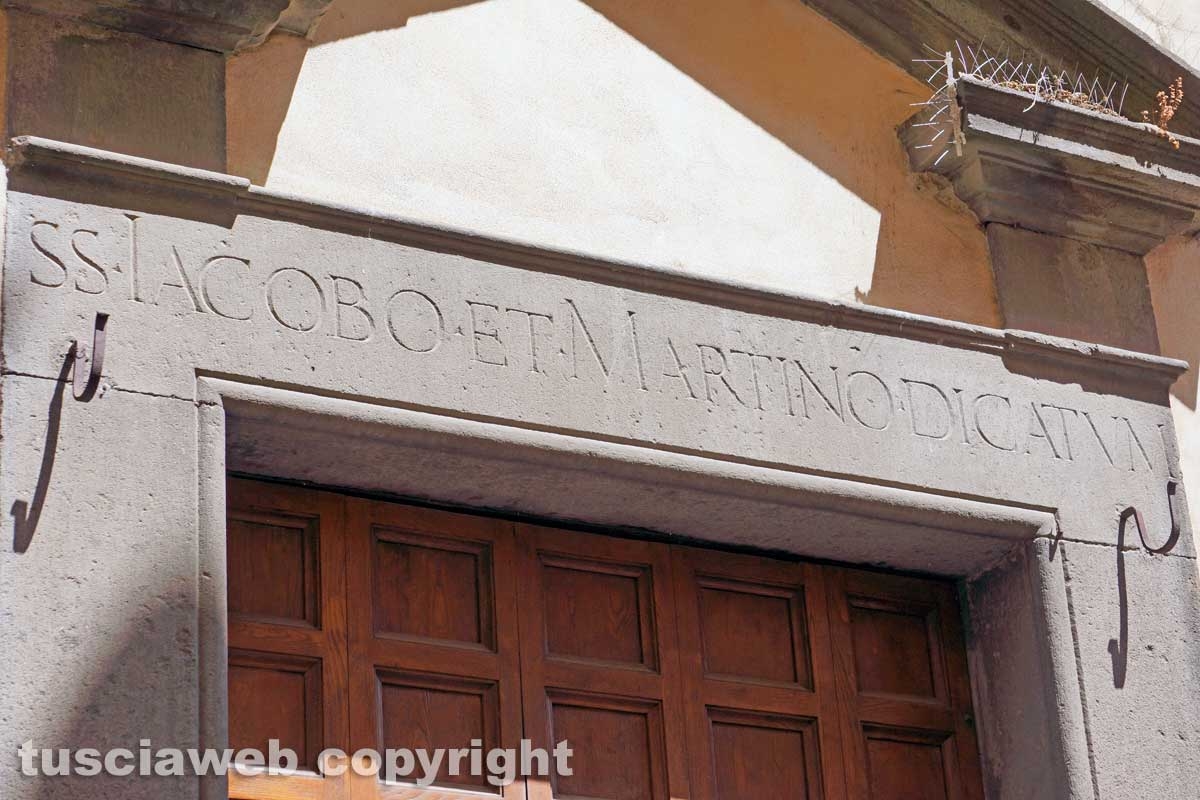 SS·IACOBO·ET·MARTINO·DICATVM
tusciaweb copyright